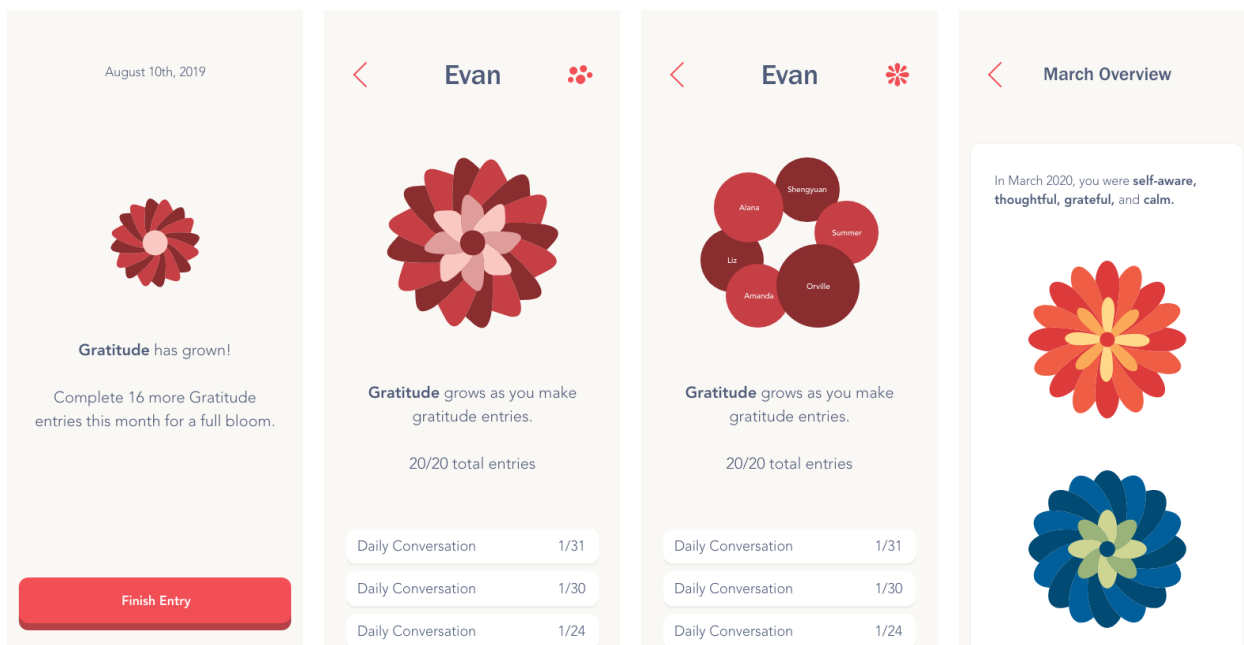 August 10th, 2019
Gratitude has grown!
Complete 16 more Gratitude
entries this month for a full bloom.
Finish Entry
Evan
Gratitude grows as you make
gratitude entries.
20/20 total entries
Daily Conversation 1/31
Daily Conversation 1/30
Daily Conversation 1/24
Evan
Shengyuan
Alana
Summer
Liz
Orville
Amanda
Gratitude grows as you make
gratitude entries.
20/20 total entries
Daily Conversation 1/31
Daily Conversation 1/30
Daily Conversation 1/24
March Overview
In March 2020, you were self-aware,
thoughtful, grateful, and calm.